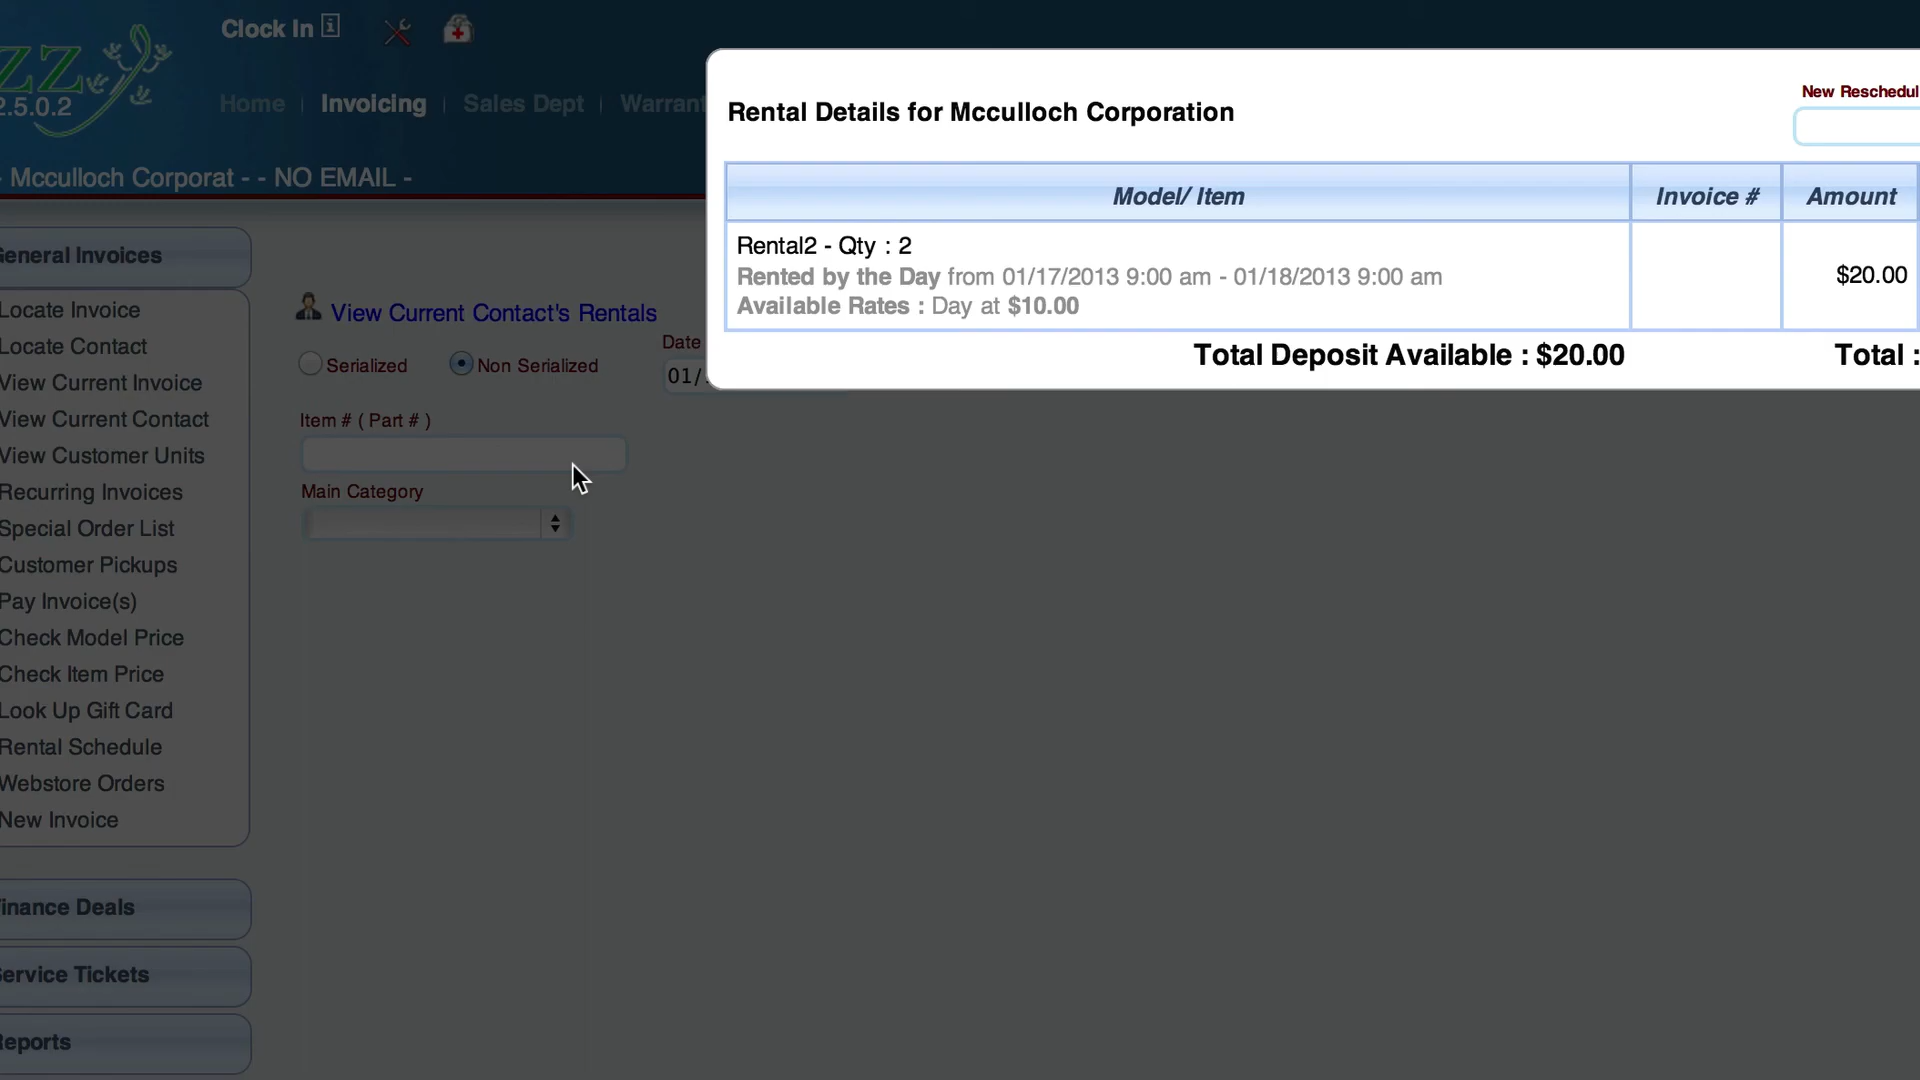 Clock In
ZZ
2.5.0.2
Home
Invoicing
Sales Dept
Warrant
- Mcculloch Corporat - - NO EMAIL -
General Invoices
Locate Invoice
Locate Contact
View Current Invoice
View Current Contact
View Customer Units
Recurring Invoices
Special Order List
Customer Pickups
Pay Invoice(s)
Check Model Price
Check Item Price
Look Up Gift Card
Rental Schedule
Webstore Orders
New Invoice
Finance Deals
Service Tickets
Reports
View Current Contact's Rentals
Serialized
Non Serialized
Date
01/
Item # ( Part # )
Main Category
Rental Details for Mcculloch Corporation
New Reschedul
Model/ Item
Invoice #
Amount
Rental2 - Qty : 2
Rented by the Day from 01/17/2013 9:00 am - 01/18/2013 9:00 am
Available Rates : Day at $10.00
$20.00
Total Deposit Available : $20.00
Total :